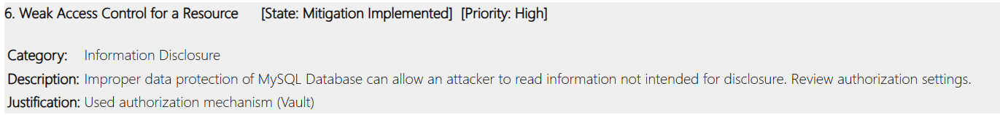 6. Weak Access Control for a Resource [State: Mitigation Implemented] [Priority: High]
Category: Information Disclosure
Description: Improper data protection of MySQL Database can allow an attacker to read information not intended for disclosure. Review authorization settings.
Justification: Used authorization mechanism (Vault)